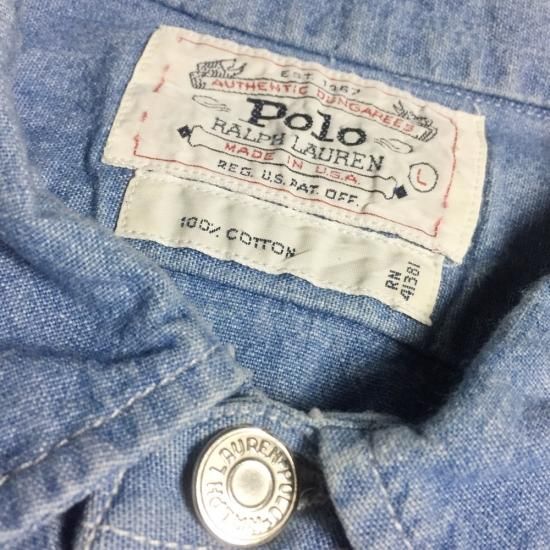 EST. 1967
AUTHENTIC DUNGAREES
Polo
RALPH LAUREN
MADE IN U.S.A.
REG. U.S. PAT. OFF.
L
100% COTTON
RN
41381
RALPH LAUREN POLO